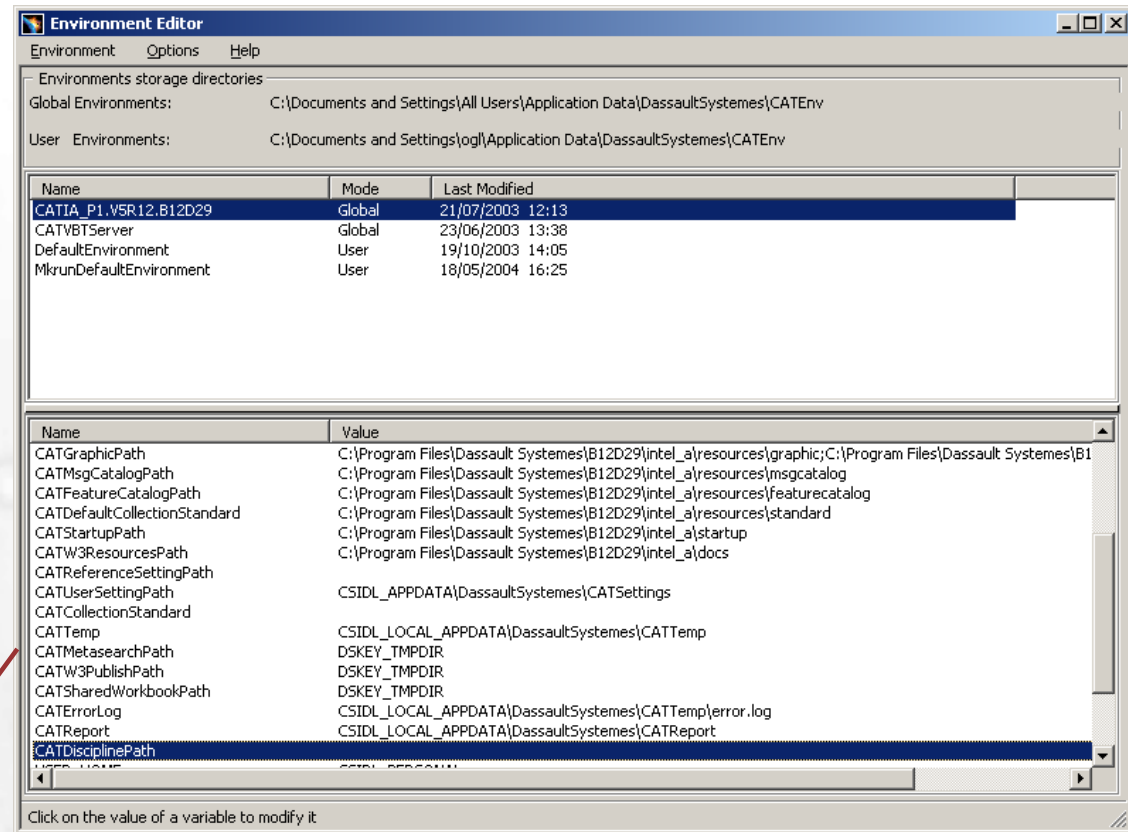 Environment Editor
Environment Options Help
Environments storage directories
Global Environments: C:\Documents and Settings\All Users\Application Data\DassaultSystemes\CATEnv
User Environments: C:\Documents and Settings\ogl\Application Data\DassaultSystemes\CATEnv
Name Mode Last Modified
CATIA_P1.V5R12.B12D29 Global 21/07/2003 12:13
CATVBTServer Global 23/06/2003 13:38
DefaultEnvironment User 19/10/2003 14:05
MkrunDefaultEnvironment User 18/05/2004 16:25
Name Value
CATGraphicPath C:\Program Files\Dassault Systemes\B12D29\intel_a\resources\graphic;C:\Program Files\Dassault Systemes\B1
CATMsgCatalogPath C:\Program Files\Dassault Systemes\B12D29\intel_a\resources\msgcatalog
CATFeatureCatalogPath C:\Program Files\Dassault Systemes\B12D29\intel_a\resources\featurecatalog
CATDefaultCollectionStandard C:\Program Files\Dassault Systemes\B12D29\intel_a\resources\standard
CATStartupPath C:\Program Files\Dassault Systemes\B12D29\intel_a\startup
CATW3ResourcesPath C:\Program Files\Dassault Systemes\B12D29\intel_a\docs
CATReferenceSettingPath
CATUserSettingPath CSIDL_APPDATA\DassaultSystemes\CATSettings
CATCollectionStandard
CATTemp CSIDL_LOCAL_APPDATA\DassaultSystemes\CATTemp
CATMetasearchPath DSKEY_TMPDIR
CATW3PublishPath DSKEY_TMPDIR
CATSharedWorkbookPath DSKEY_TMPDIR
CATErrorLog CSIDL_LOCAL_APPDATA\DassaultSystemes\CATTemp\error.log
CATReport CSIDL_LOCAL_APPDATA\DassaultSystemes\CATReport
CATDisciplinePath
Click on the value of a variable to modify it